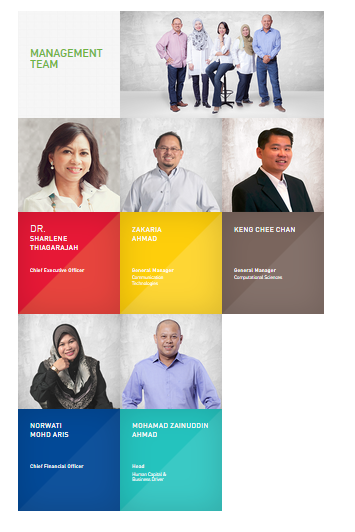 MANAGEMENT
TEAM
DR.
SHARLENE
THIAGARAJAH
Chief Executive Officer
ZAKARIA
AHMAD
General Manager
Communication
Technologies
KENG CHEE CHAN
General Manager
Computational Sciences
NORWATI
MOHD ARIS
Chief Financial Officer
MOHAMAD ZAINUDDIN
AHMAD
Head
Human Capital &
Business Driver